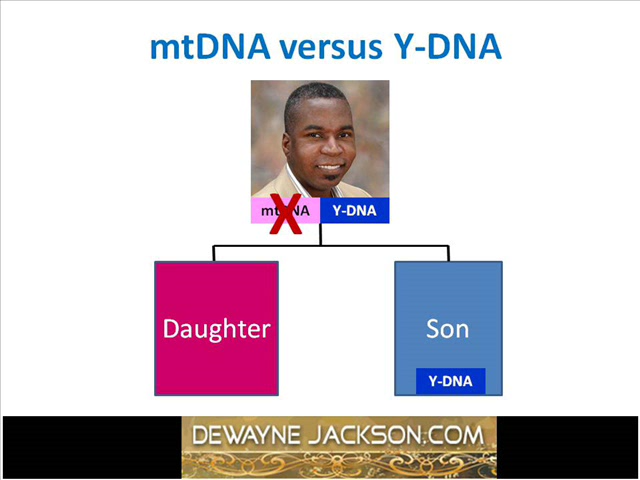 mtDNA versus Y-DNA
mtDNA Y-DNA
Daughter Son
Y-DNA
DEWAYNE JACKSON.COM